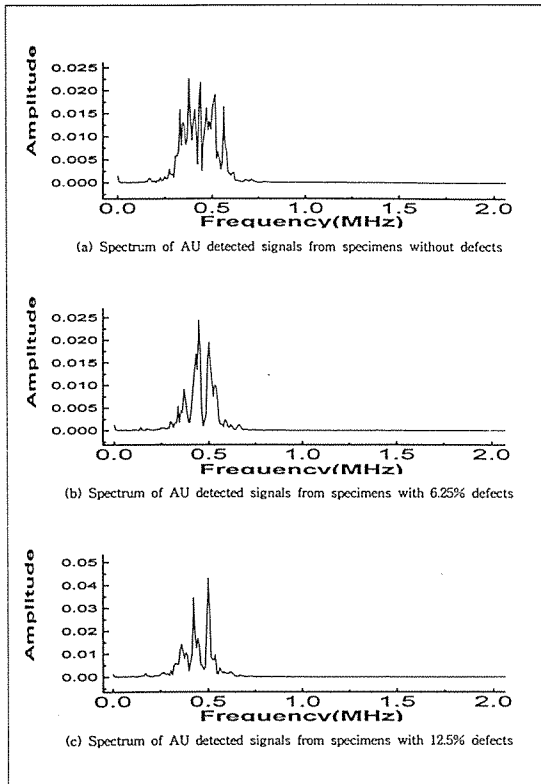 Amplitude
0.025
0.020
0.015
0.010
0.005
0.000
0.0 0.5 1.0 1.5 2.0
Frequency(MHz)
(a) Spectrum of AU detected signals from specimens without defects
Amplitude
0.025
0.020
0.015
0.010
0.005
0.000
0.0 0.5 1.0 1.5 2.0
Frequency(MHz)
(b) Spectrum of AU detected signals from specimens with 6.25% defects
Amplitude
0.05
0.04
0.03
0.02
0.01
0.00
0.0 0.5 1.0 1.5 2.0
Frequency(MHz)
(c) Spectrum of AU detected signals from specimens with 12.5% defects